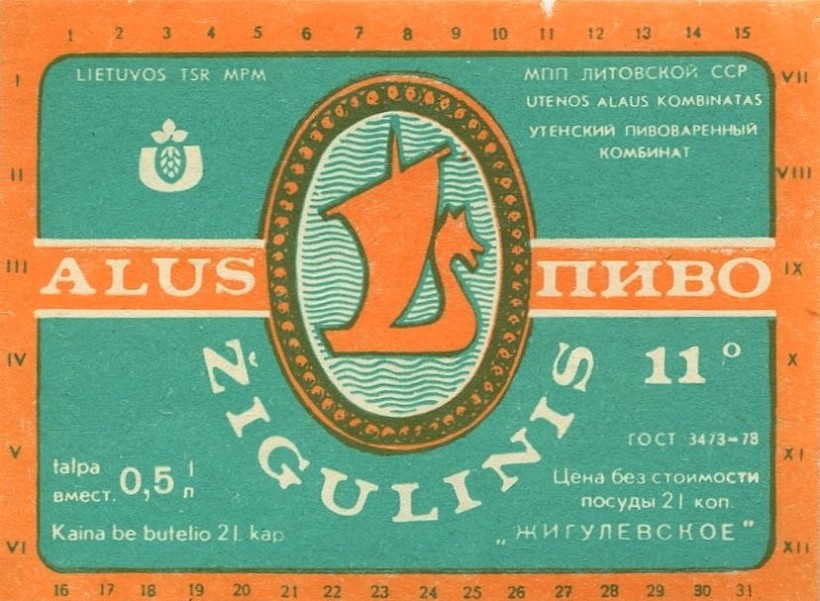 1 2 3 4 5 6 7 8 9 10 11 12 13 14 15
I
II
III
IV
V
VI
LIETUVOS TSR MPM
МПП ЛИТОВСКОЙ ССР
UTENOS ALAUS KOMBINATAS
УТЕНСКИЙ ПИВОВАРЕННЫЙ
КОМБИНАТ
ALUS
ПИВО
ŽIGULINIS
11°
ГОСТ 3473-78
talpa
вмест. 0,5 l
л
Kaina be butelio 21 kap.
Цена без стоимости
посуды 21 коп.
„ЖИГУЛЕВСКОЕ"
VII
VIII
IX
X
XI
XII
16 17 18 19 20 21 22 23 24 25 26 27 28 29 30 31